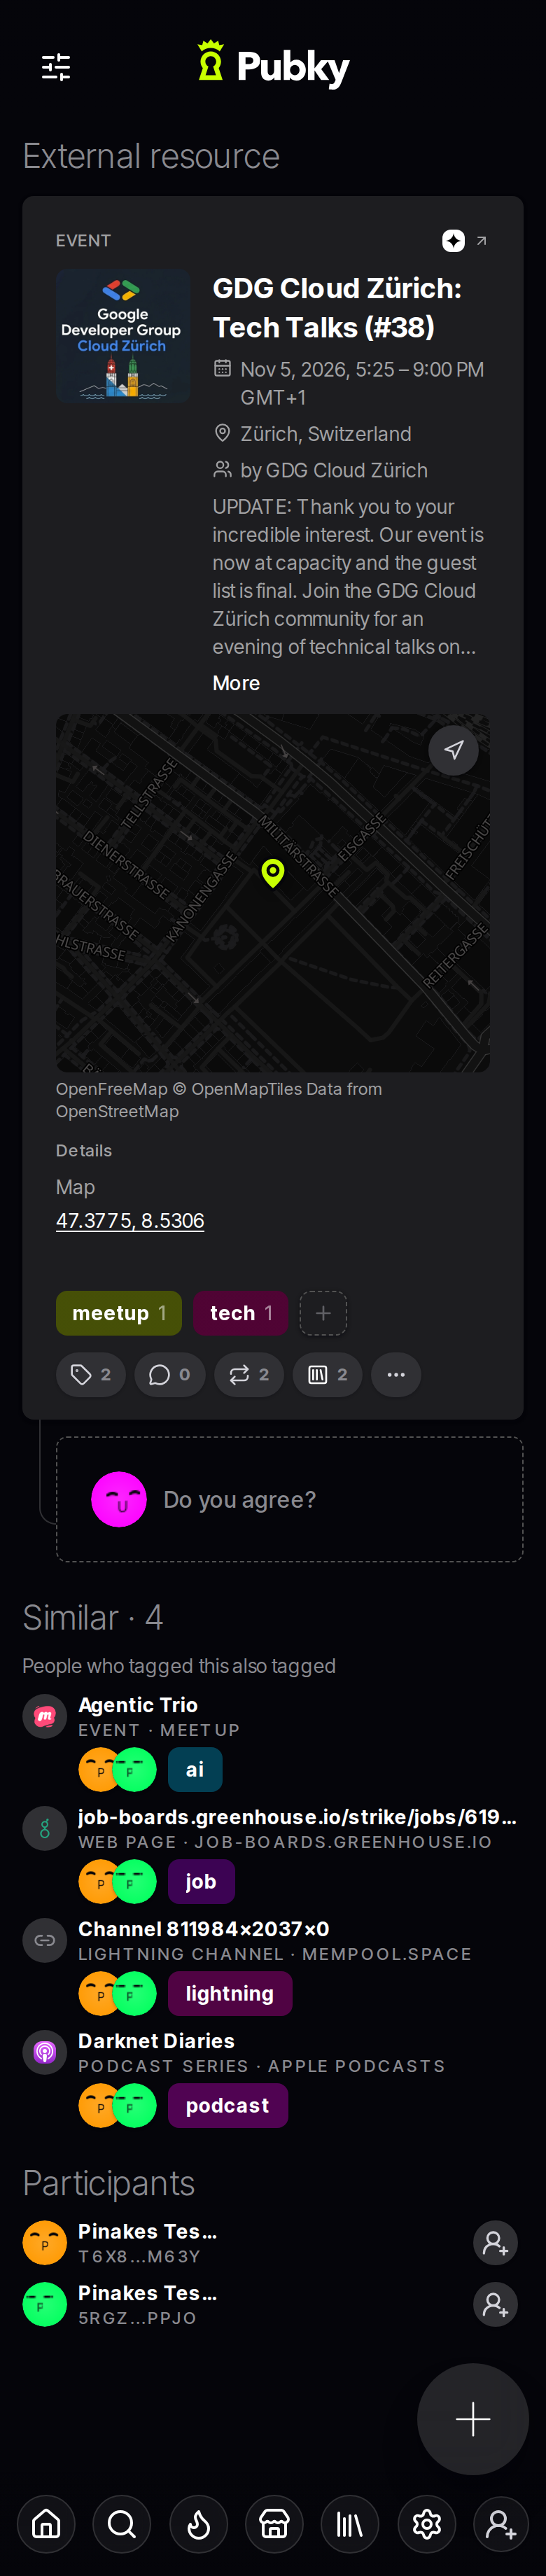 Pubky
External resource
EVENT
Google
Developer Group
Cloud Zürich
GDG Cloud Zürich:
Tech Talks (#38)
Nov 5, 2026, 5:25 – 9:00 PM
GMT+1
Zürich, Switzerland
by GDG Cloud Zürich
UPDATE: Thank you to your
incredible interest. Our event is
now at capacity and the guest
list is final. Join the GDG Cloud
Zürich community for an
evening of technical talks on...
More
TELLSTRASSE
DIENERSTRASSE
BRAUERSTRASSE
HLSTRASSE
KANONENGASSE
MILITÄRSTRASSE
EISGASSE
REITERGASSE
OpenFreeMap © OpenMapTiles Data from
OpenStreetMap
Details
Map
47.3775, 8.5306
meetup 1
tech 1
2
0
2
2
U
Do you agree?
Similar · 4
People who tagged this also tagged
Agentic Trio
EVENT · MEETUP
P
P
ai
job-boards.greenhouse.io/strike/jobs/619...
WEB PAGE · JOB-BOARDS.GREENHOUSE.IO
P
P
job
Channel 811984×2037×0
LIGHTNING CHANNEL · MEMPOOL.SPACE
P
P
lightning
Darknet Diaries
PODCAST SERIES · APPLE PODCASTS
P
P
podcast
Participants
P
Pinakes Tes...
T6X8...M63Y
P
Pinakes Tes...
5RGZ...PPJO